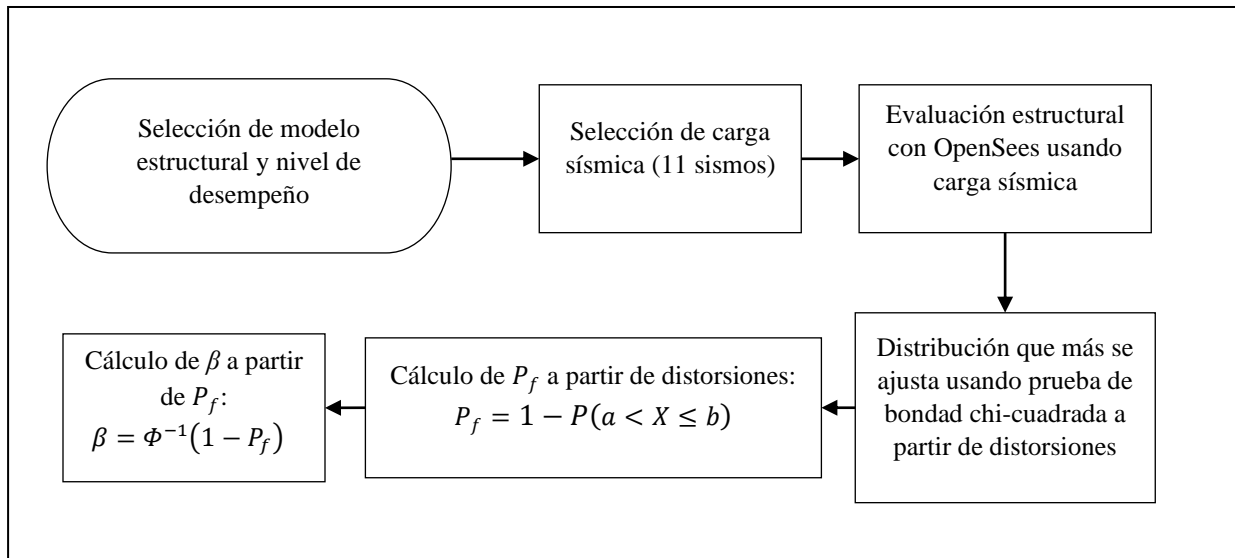 Selección de modelo
estructural y nivel de
desempeño
Selección de carga
sísmica (11 sismos)
Evaluación estructural
con OpenSees usando
carga sísmica
Distribución que más se
ajusta usando prueba de
bondad chi-cuadrada a
partir de distorsiones
Cálculo de P_f a partir de distorsiones:
P_f = 1 − P(a < X ≤ b)
Cálculo de β a partir
de P_f:
β = Φ⁻¹(1 − P_f)